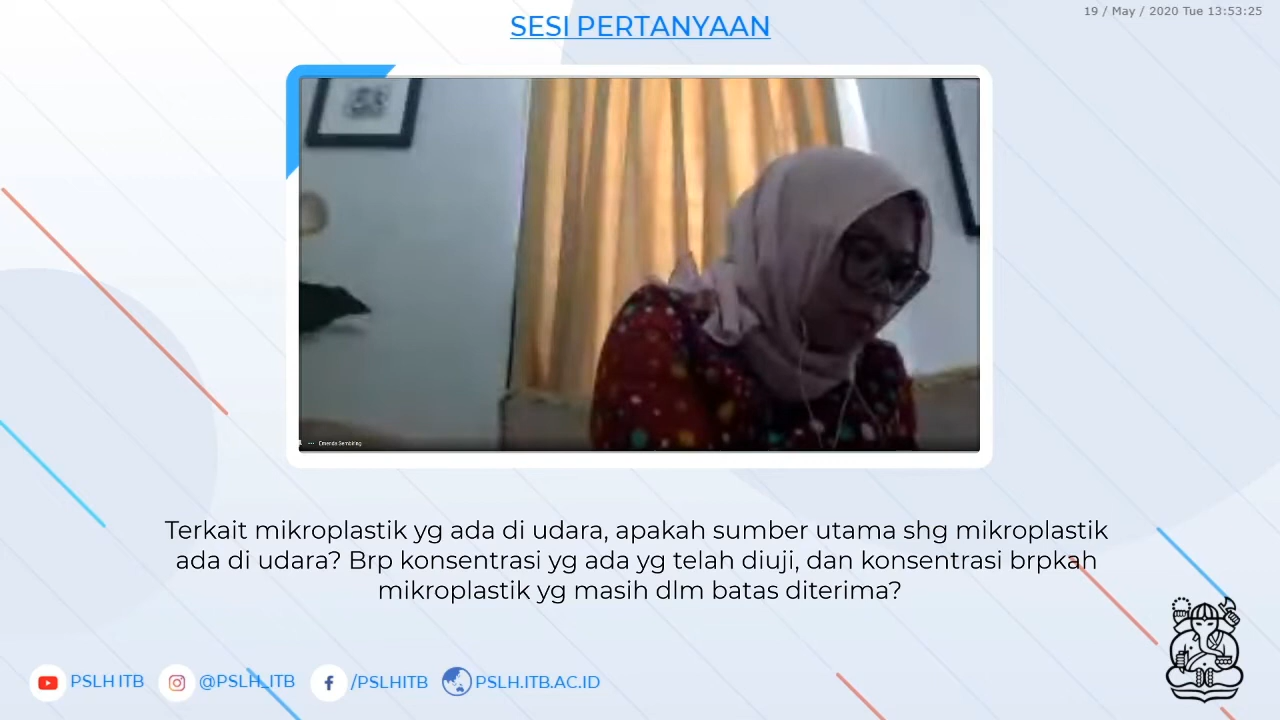 19 / May / 2020 Tue 13:53:25
SESI PERTANYAAN
Emenda Sembiring
Terkait mikroplastik yg ada di udara, apakah sumber utama shg mikroplastik
ada di udara? Brp konsentrasi yg ada yg telah diuji, dan konsentrasi brpkah
mikroplastik yg masih dlm batas diterima?
PSLH ITB
@PSLH_ITB
/PSLHITB
PSLH.ITB.AC.ID